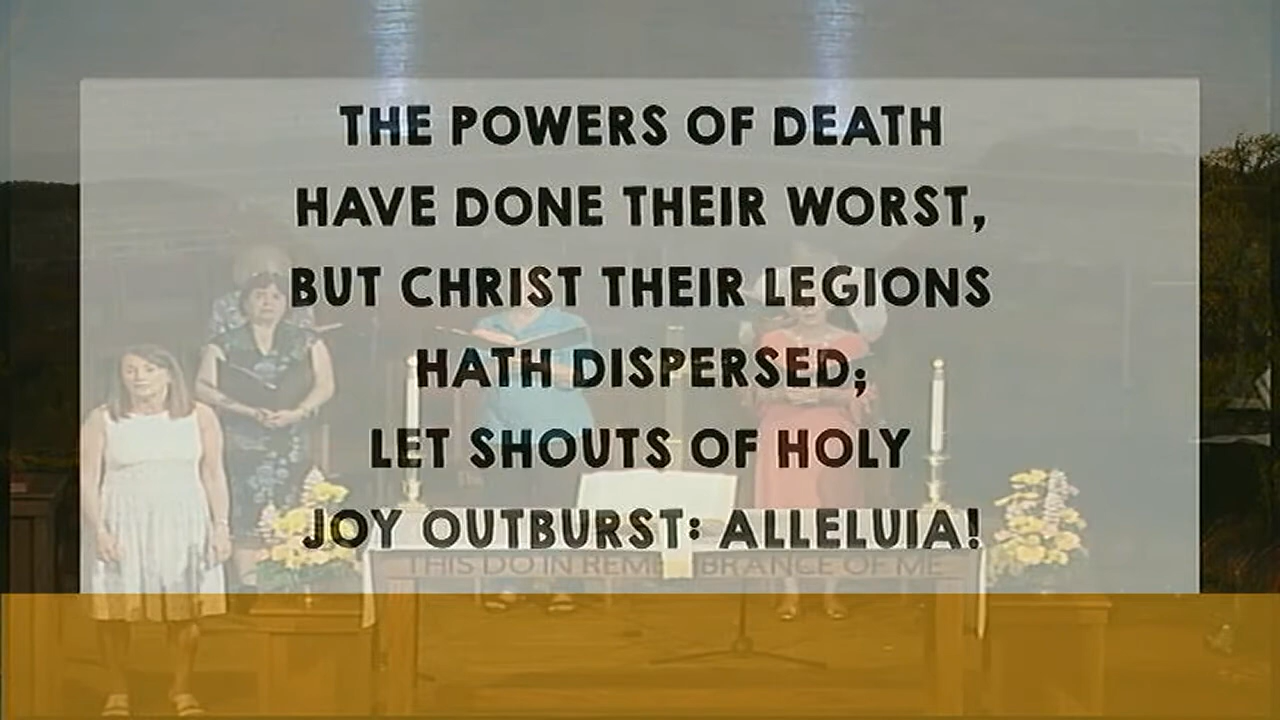 THE POWERS OF DEATH
HAVE DONE THEIR WORST,
BUT CHRIST THEIR LEGIONS
HATH DISPERSED;
LET SHOUTS OF HOLY
JOY OUTBURST: ALLELUIA!
THIS DO IN REMEMBRANCE OF ME